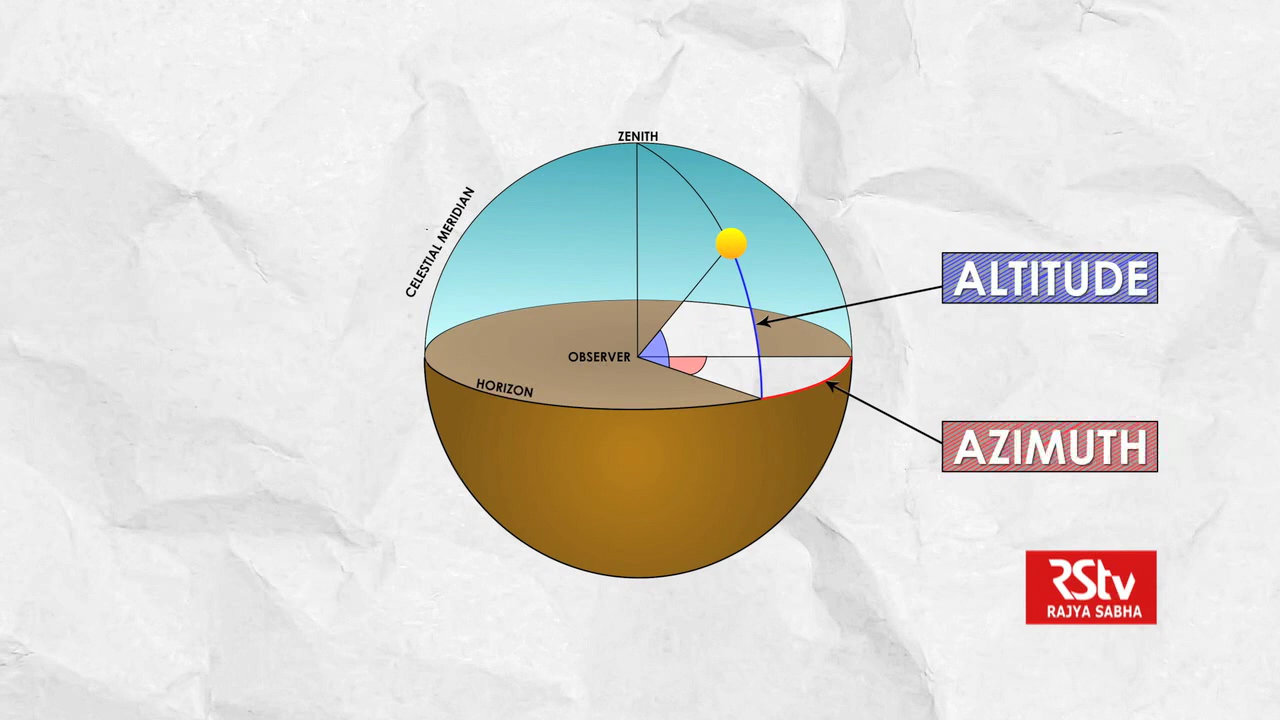 ZENITH
CELESTIAL MERIDIAN
ALTITUDE
OBSERVER
HORIZON
AZIMUTH
RStv
RAJYA SABHA